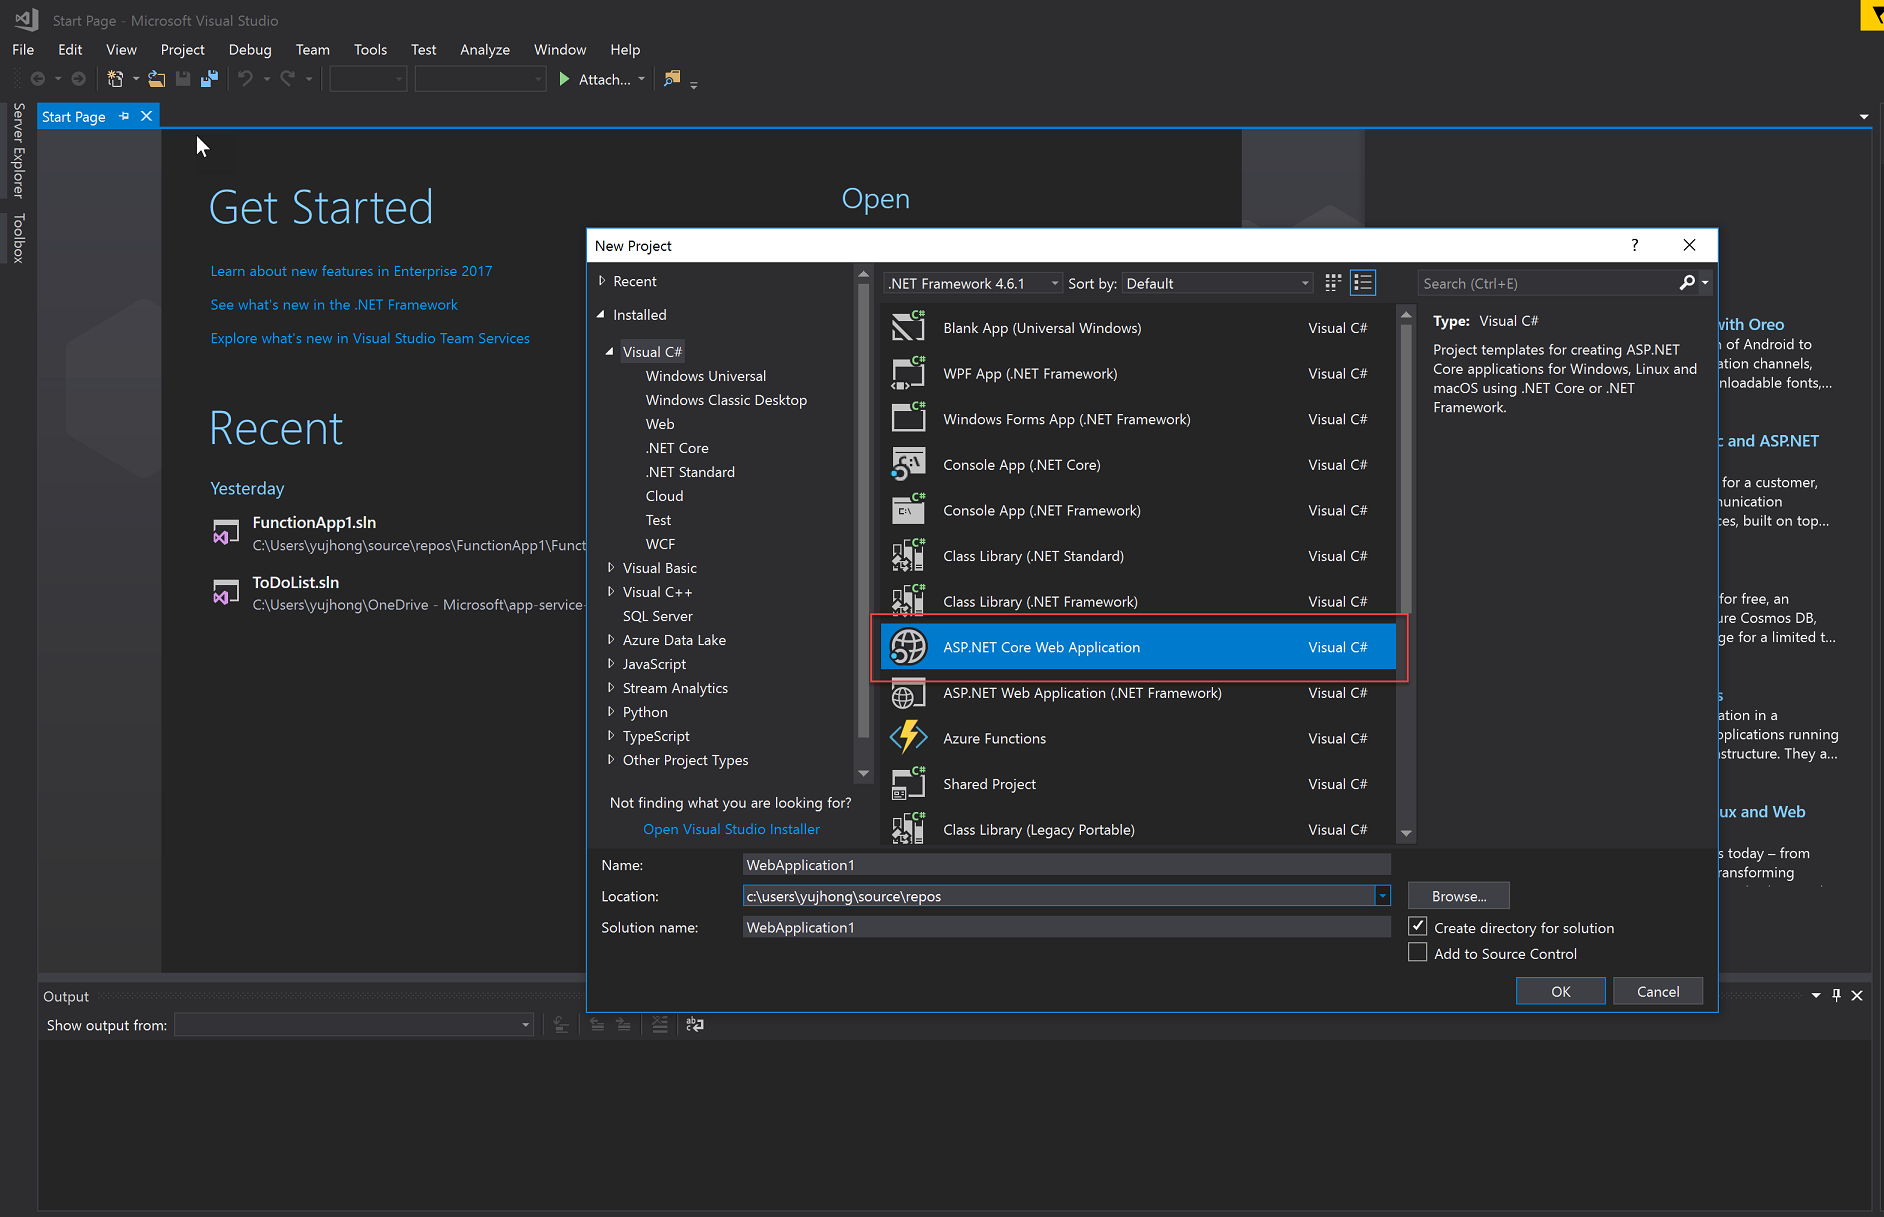 Start Page - Microsoft Visual Studio
File Edit View Project Debug Team Tools Test Analyze Window Help
Attach...
Server Explorer
Toolbox
Start Page
Get Started
Learn about new features in Enterprise 2017
See what's new in the .NET Framework
Explore what's new in Visual Studio Team Services
Recent
Yesterday
FunctionApp1.sln
C:\Users\yujhong\source\repos\FunctionApp1\Funct
ToDoList.sln
C:\Users\yujhong\OneDrive - Microsoft\app-service-
Open
New Project
?
Recent
Installed
Visual C#
Windows Universal
Windows Classic Desktop
Web
.NET Core
.NET Standard
Cloud
Test
WCF
Visual Basic
Visual C++
SQL Server
Azure Data Lake
JavaScript
Stream Analytics
Python
TypeScript
Other Project Types
Not finding what you are looking for?
Open Visual Studio Installer
.NET Framework 4.6.1 Sort by: Default
Search (Ctrl+E)
Blank App (Universal Windows) Visual C#
WPF App (.NET Framework) Visual C#
Windows Forms App (.NET Framework) Visual C#
Console App (.NET Core) Visual C#
Console App (.NET Framework) Visual C#
Class Library (.NET Standard) Visual C#
Class Library (.NET Framework) Visual C#
ASP.NET Core Web Application Visual C#
ASP.NET Web Application (.NET Framework) Visual C#
Azure Functions Visual C#
Shared Project Visual C#
Class Library (Legacy Portable) Visual C#
Type: Visual C#
Project templates for creating ASP.NET
Core applications for Windows, Linux and
macOS using .NET Core or .NET
Framework.
Name: WebApplication1
Location: c:\users\yujhong\source\repos
Browse...
Solution name: WebApplication1
Create directory for solution
Add to Source Control
OK Cancel
with Oreo
of Android to
ation channels,
nloadable fonts,...
c and ASP.NET
for a customer,
munication
ces, built on top...
for free, an
ure Cosmos DB,
ge for a limited t...
s
ation in a
pplications running
structure. They a...
ux and Web
s today – from
ransforming
Output
Show output from: